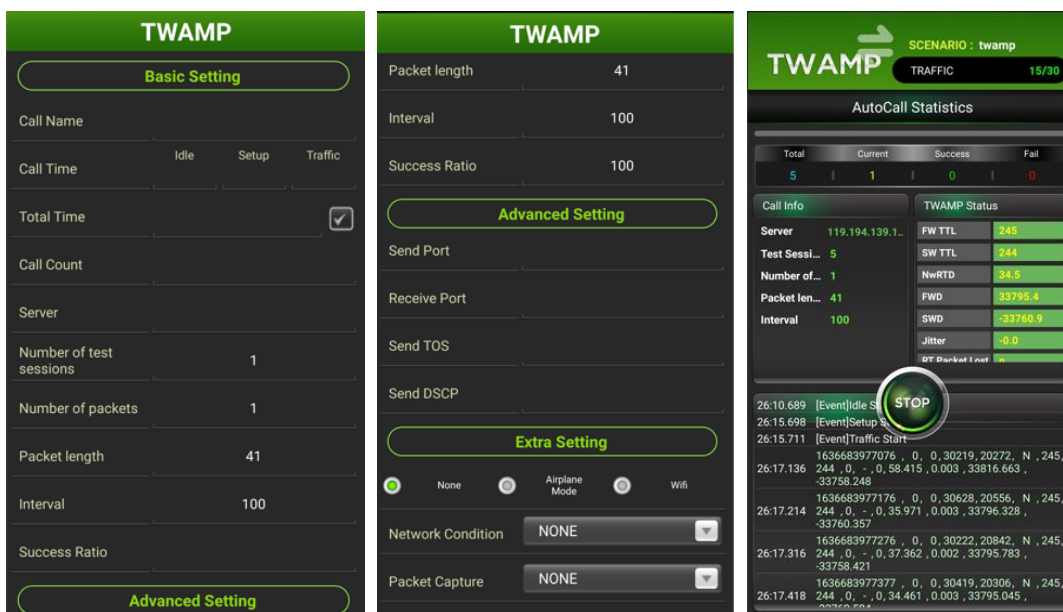 TWAMP
Basic Setting
Call Name
Idle Setup Traffic
Call Time
Total Time
Call Count
Server
Number of test
sessions
1
Number of packets 1
Packet length 41
Interval 100
Success Ratio
Advanced Setting
TWAMP
Packet length 41
Interval 100
Success Ratio 100
Advanced Setting
Send Port
Receive Port
Send TOS
Send DSCP
Extra Setting
None Airplane Mode Wifi
Network Condition NONE
Packet Capture NONE
TWAMP
SCENARIO : twamp
TRAFFIC 15/30
AutoCall Statistics
Total Current Success Fail
5 | 1 | 0 | 0
Call Info
Server 119.194.139.1..
Test Sessi... 5
Number of... 1
Packet len... 41
Interval 100
TWAMP Status
FW TTL 245
SW TTL 244
NwRTD 34.5
FWD 33795.4
SWD -33760.9
Jitter -0.0
RT Packet Lost
STOP
26:10.689 [Event]Idle
26:15.698 [Event]Setup
26:15.711 [Event]Traffic Start
1636683977076 , 0, 0,30219,20272, N ,245,
26:17.136 244 ,0, - ,0,58.415 ,0.003 ,33816.663 ,
-33758.248
1636683977176 , 0, 0,30628,20556, N ,245,
26:17.214 244 ,0, - ,0,35.971 ,0.003 ,33796.328 ,
-33760.357
1636683977276 , 0, 0,30222,20842, N ,245,
26:17.316 244 ,0, - ,0,37.362 ,0.002 ,33795.783 ,
-33758.421
1636683977377 , 0, 0,30419,20306, N ,245,
26:17.418 244 ,0, - ,0,34.461 ,0.003 ,33795.045 ,